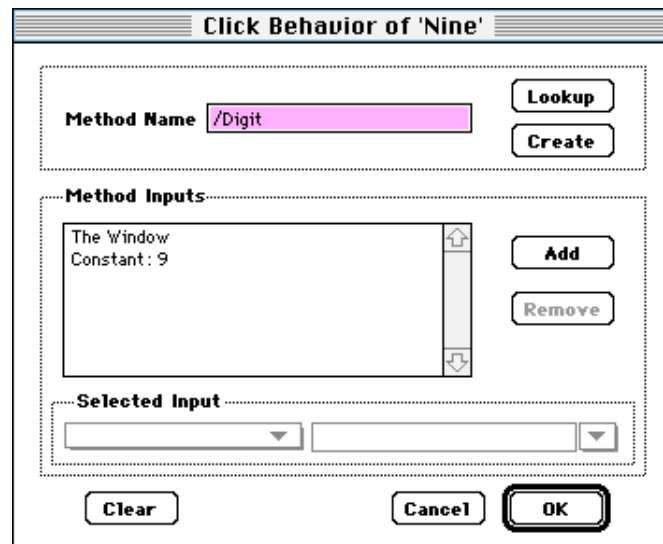 Click Behavior of 'Nine'
Method Name /Digit
Lookup
Create
Method Inputs
The Window
Constant: 9
Add
Remove
Selected Input
Clear Cancel OK